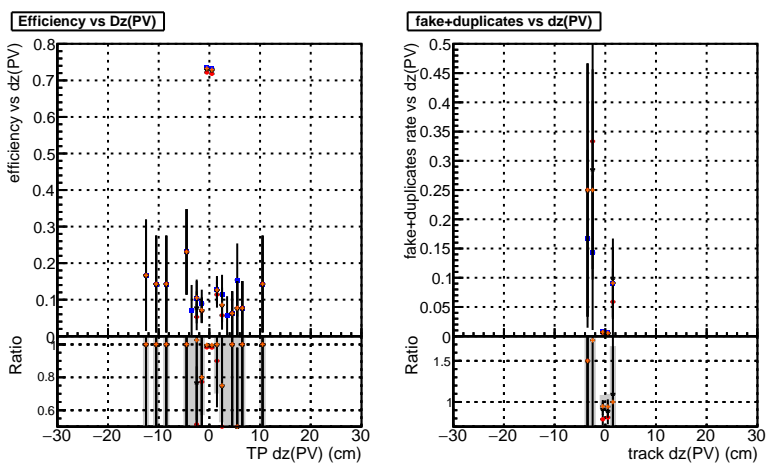 Efficiency vs Dz(PV)
efficiency vs dz(PV)
0.8
0.7
0.6
0.5
0.4
0.3
0.2
0.1
0
Ratio
1
0.8
0.6
−30 −20 −10 0 10 20 30
TP dz(PV) (cm)
fake+duplicates vs dz(PV)
fake+duplicates rate vs dz(PV)
0.5
0.45
0.4
0.35
0.3
0.25
0.2
0.15
0.1
0.05
0
Ratio
1.5
1
−30 −20 −10 0 10 20 30
track dz(PV) (cm)